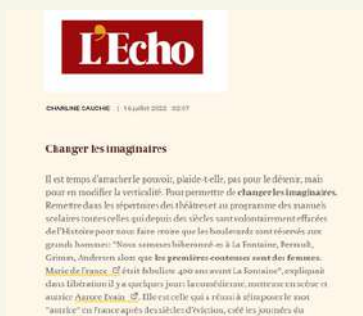 L'Echo
CHARLINE CAUCHIE | 16 juillet 2022 02:17
Changer les imaginaires
Il est temps d'arracher le pouvoir, plaide-t-elle, pas pour le détenir, mais
pour en modifier la verticalité. Pour permettre de changer les imaginaires.
Remettre dans les répertoires des théâtres et au programme des manuels
scolaires toutes celles qui depuis des siècles sont volontairement effacées
de l'Histoire pour nous faire croire que les boulevards sont réservés aux
grands hommes: "Nous sommes biberonné·es à La Fontaine, Perrault,
Grimm, Andersen alors que les premières conteuses sont des femmes.
Marie de France était fabuliste 400 ans avant La Fontaine", expliquait
dans Libération il y a quelques jours la comédienne, metteuse en scène et
autrice Aurore Evain. Elle est celle qui a réussi à réimposer le mot
"autrice" en France après des siècles d'éviction, créé les journées du